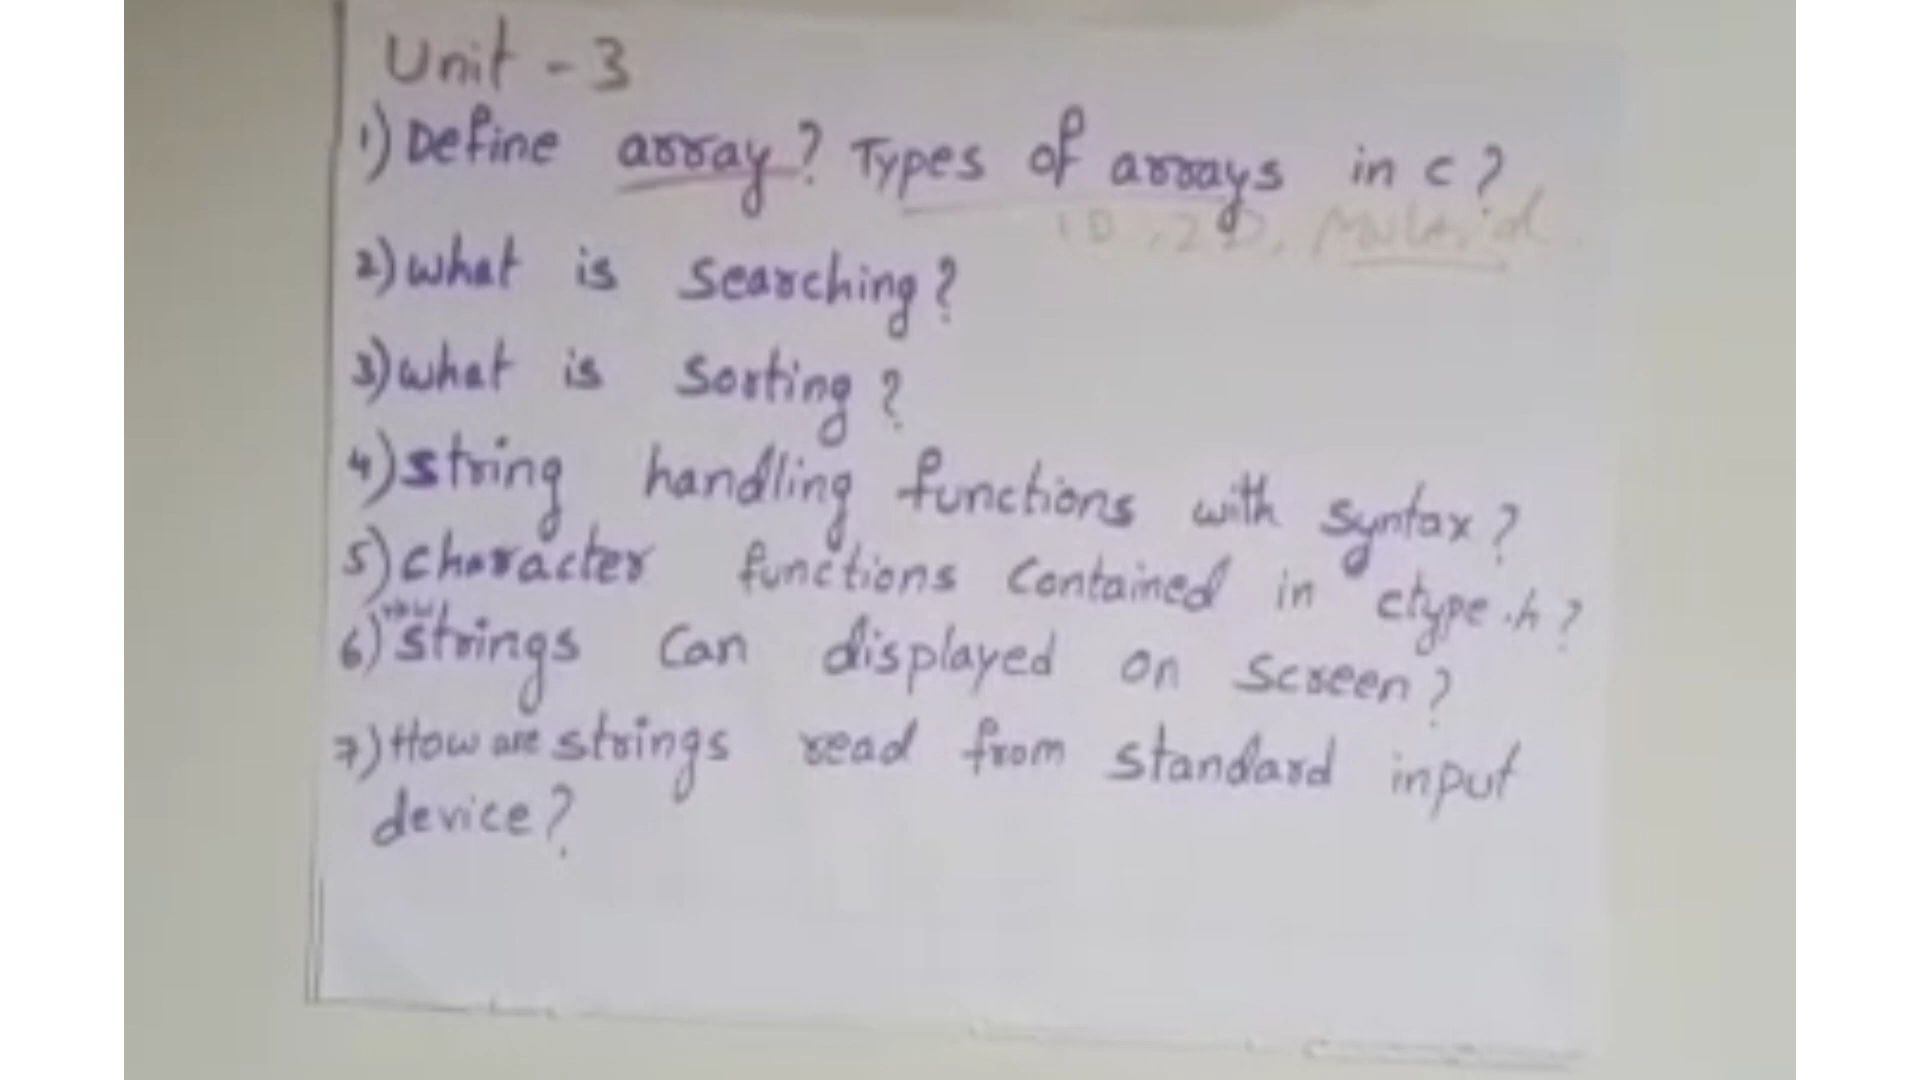 Unit - 3
1) Define array? Types of arrays in c?
1D, 2D, Multi
2) what is searching?
3) what is sorting?
4) string handling functions with syntax?
5) character functions contained in ctype.h?
how
6) strings can displayed on screen?
7) How are strings read from standard input
device?